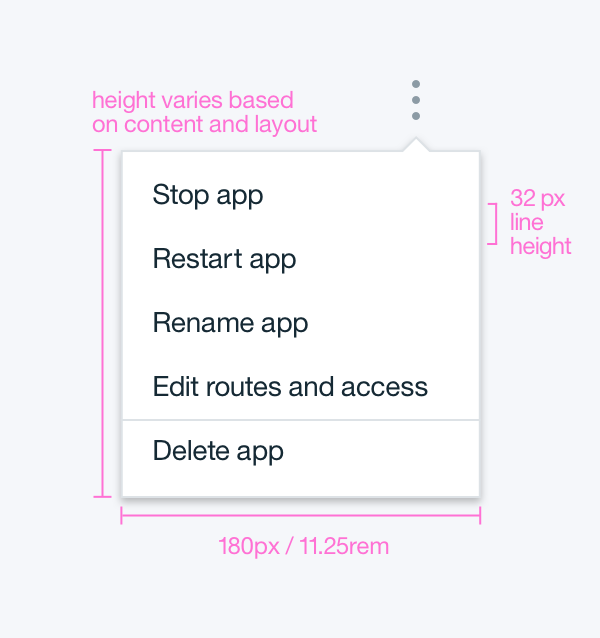 height varies based
on content and layout
Stop app
32 px
line
height
Restart app
Rename app
Edit routes and access
Delete app
180px / 11.25rem